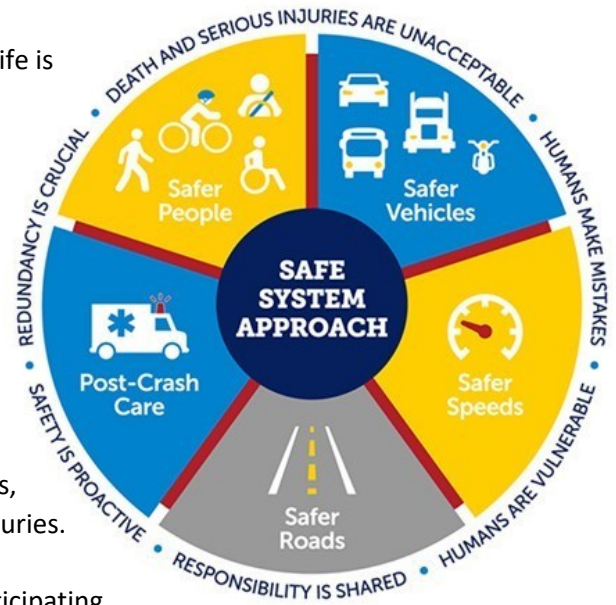 ife is
DEATH AND SERIOUS INJURIES ARE UNACCEPTABLE
HUMANS MAKE MISTAKES
HUMANS ARE VULNERABLE
RESPONSIBILITY IS SHARED
SAFETY IS PROACTIVE
REDUNDANCY IS CRUCIAL
Safer
People
Safer
Vehicles
SAFE
SYSTEM
APPROACH
Post-Crash
Care
Safer
Speeds
Safer
Roads
s,
uries.
ticipating